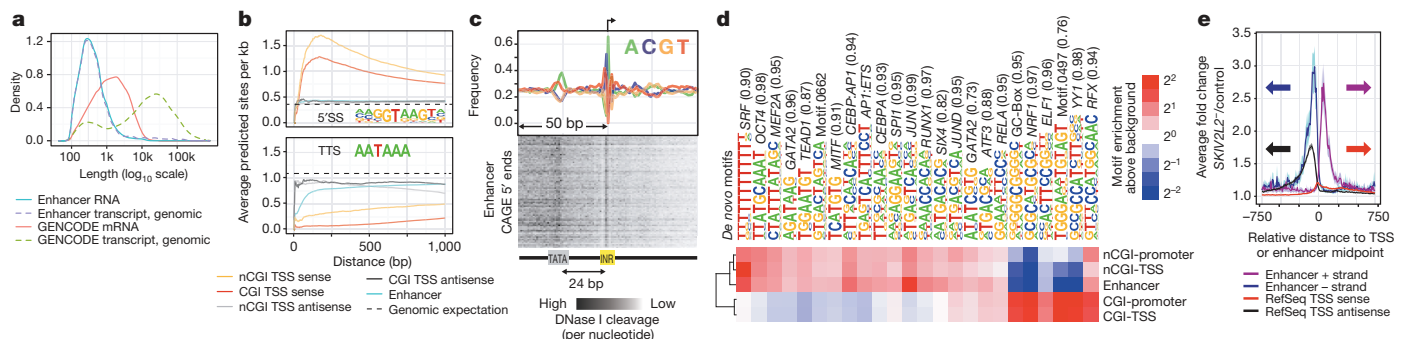 a
Density
1.2
0.8
0.4
0
100
1k
10k
100k
Length (log10 scale)
Enhancer RNA
Enhancer transcript, genomic
GENCODE mRNA
GENCODE transcript, genomic
b
Average predicted sites per kb
1.5
1.0
0.5
0.0
5′SS
1.5
TTS
AATAAA
1.0
0.5
0.0
0
500
1,000
Distance (bp)
nCGI TSS sense
CGI TSS sense
nCGI TSS antisense
CGI TSS antisense
Enhancer
Genomic expectation
c
Frequency
0.8
0.4
0.0
ACGT
50 bp
Enhancer
CAGE 5′ ends
TATA
INR
24 bp
High
Low
DNase I cleavage
(per nucleotide)
d
De novo motifs
SRF (0.90)
OCT4 (0.98)
MEF2A (0.95)
GATA2 (0.96)
TEAD1 (0.87)
Motif.0662
MITF (0.91)
CEBP:AP1 (0.94)
AP1:ETS
CEBPA (0.93)
SPI1 (0.95)
JUN (0.99)
RUNX1 (0.97)
SIX4 (0.82)
JUND (0.95)
GATA2 (0.73)
ATF3 (0.88)
RELA (0.95)
GC-Box (0.95)
NRF1 (0.97)
ELF1 (0.96)
Motif.0497 (0.76)
YY1 (0.98)
RFX (0.94)
Motif enrichment
above background
2²
2¹
2⁰
2⁻¹
2⁻²
nCGI-promoter
nCGI-TSS
Enhancer
CGI-promoter
CGI-TSS
e
Average fold change
SKIV2L2⁻/control
3.5
3.0
2.5
2.0
1.5
1.0
−750
0
750
Relative distance to TSS
or enhancer midpoint
Enhancer + strand
Enhancer − strand
RefSeq TSS sense
RefSeq TSS antisense